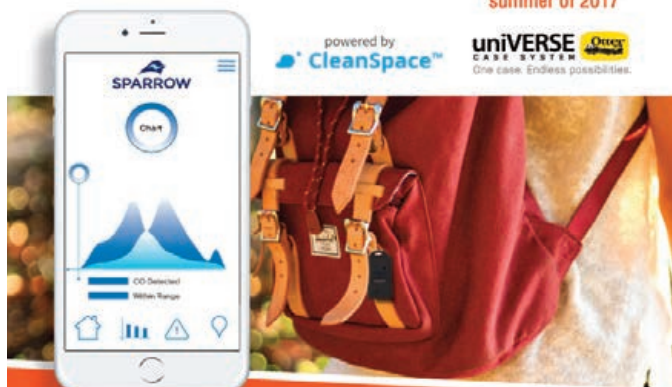 summer of 2017
powered by
CleanSpace™
uniVERSE
CASE SYSTEM
Otter
One case. Endless possibilities.
SPARROW
Chart
CO Detected
Within Range